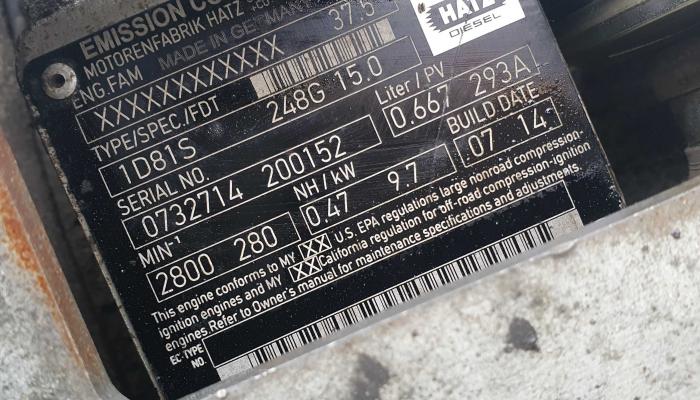 EMISSION CO
MOTORENFABRIK HATZ
MADE IN GERMANY
HATZ
DIESEL
ENG.FAM
37.5
XXXXXXXXXXXXX
TYPE/SPEC/FDT
Liter / PV
1D81S 248G 15.0
0.667 293A
SERIAL NO.
BUILD DATE
0732714 200152
07 14
MIN-¹
NH / kW
2800 280
0.47 9.7
This engine conforms to MY XX U.S. EPA regulations large nonroad compression-
ignition engines and MY XX California regulation for off-road compression-ignition
engines. Refer to Owner's manual for maintenance specifications and adjustments.
EC-TYPE
NO.